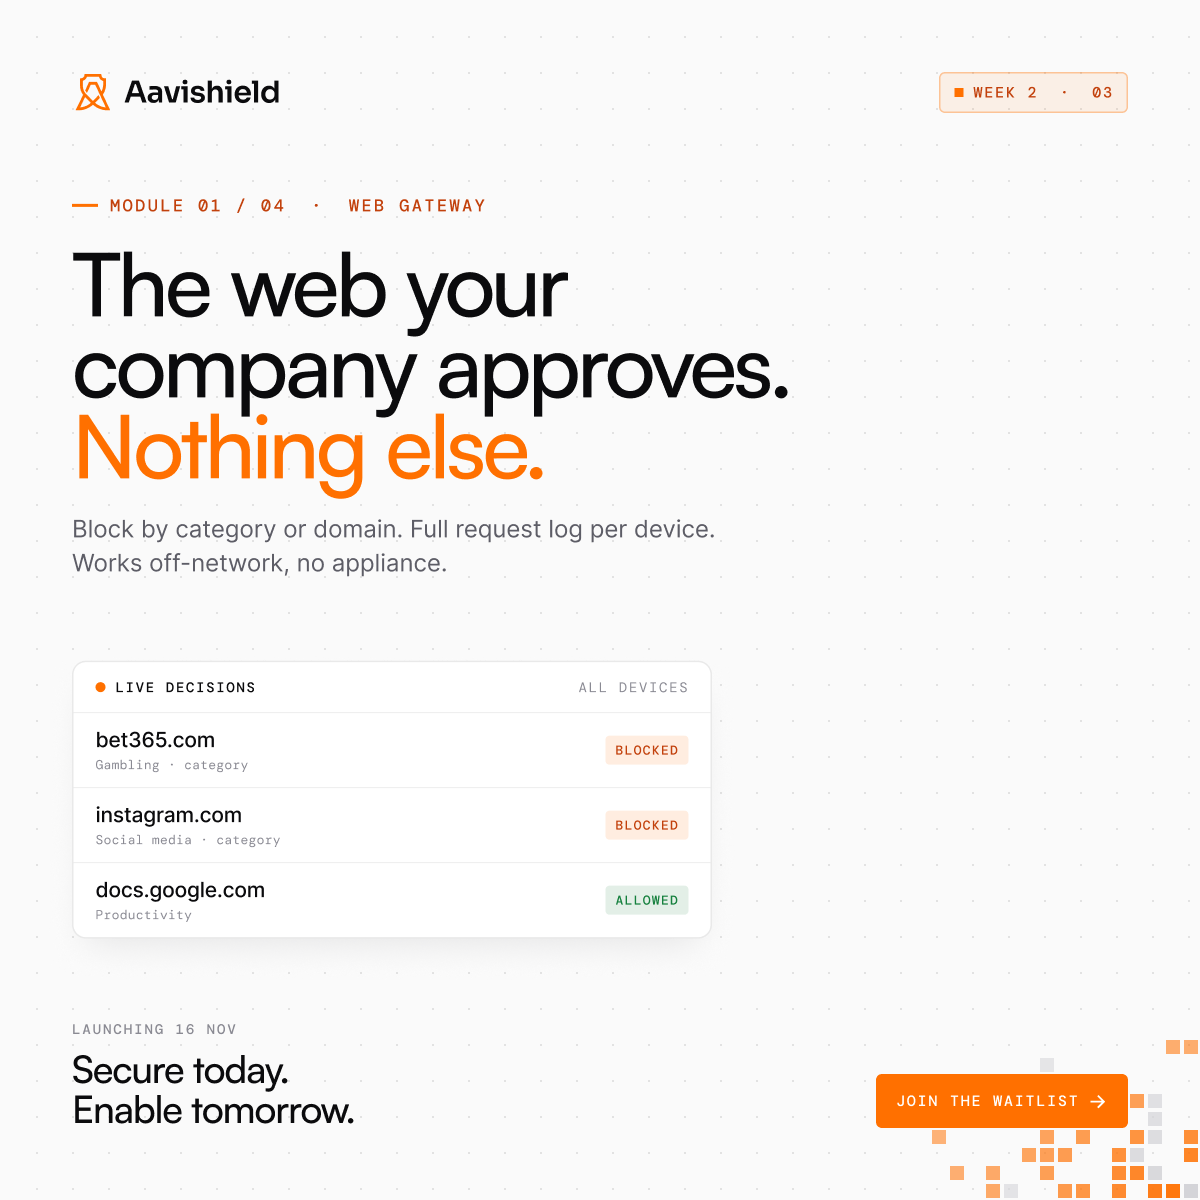 Aavishield
WEEK 2 · 03
MODULE 01 / 04 · WEB GATEWAY
The web your
company approves.
Nothing else.
Block by category or domain. Full request log per device.
Works off-network, no appliance.
LIVE DECISIONS
ALL DEVICES
bet365.com
Gambling · category
BLOCKED
instagram.com
Social media · category
BLOCKED
docs.google.com
Productivity
ALLOWED
LAUNCHING 16 NOV
Secure today.
Enable tomorrow.
JOIN THE WAITLIST →